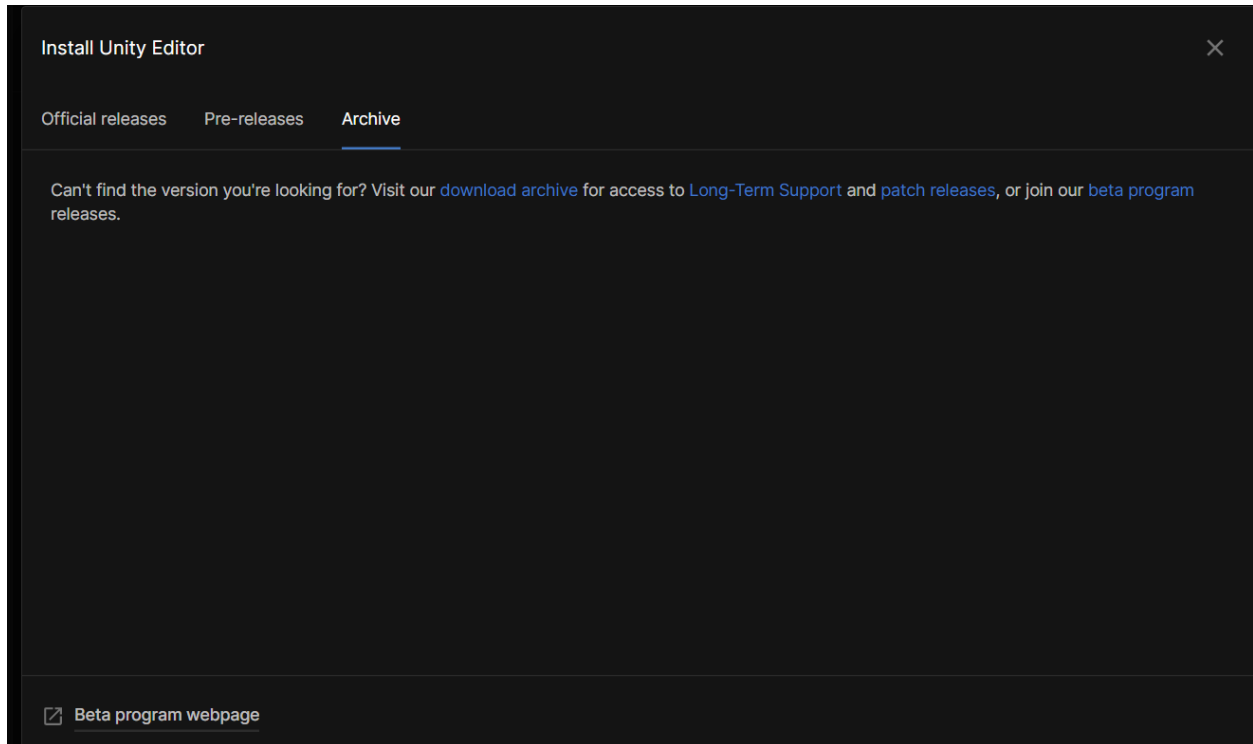 Install Unity Editor
Official releases Pre-releases Archive
Can't find the version you're looking for? Visit our download archive for access to Long-Term Support and patch releases, or join our beta program
releases.
Beta program webpage